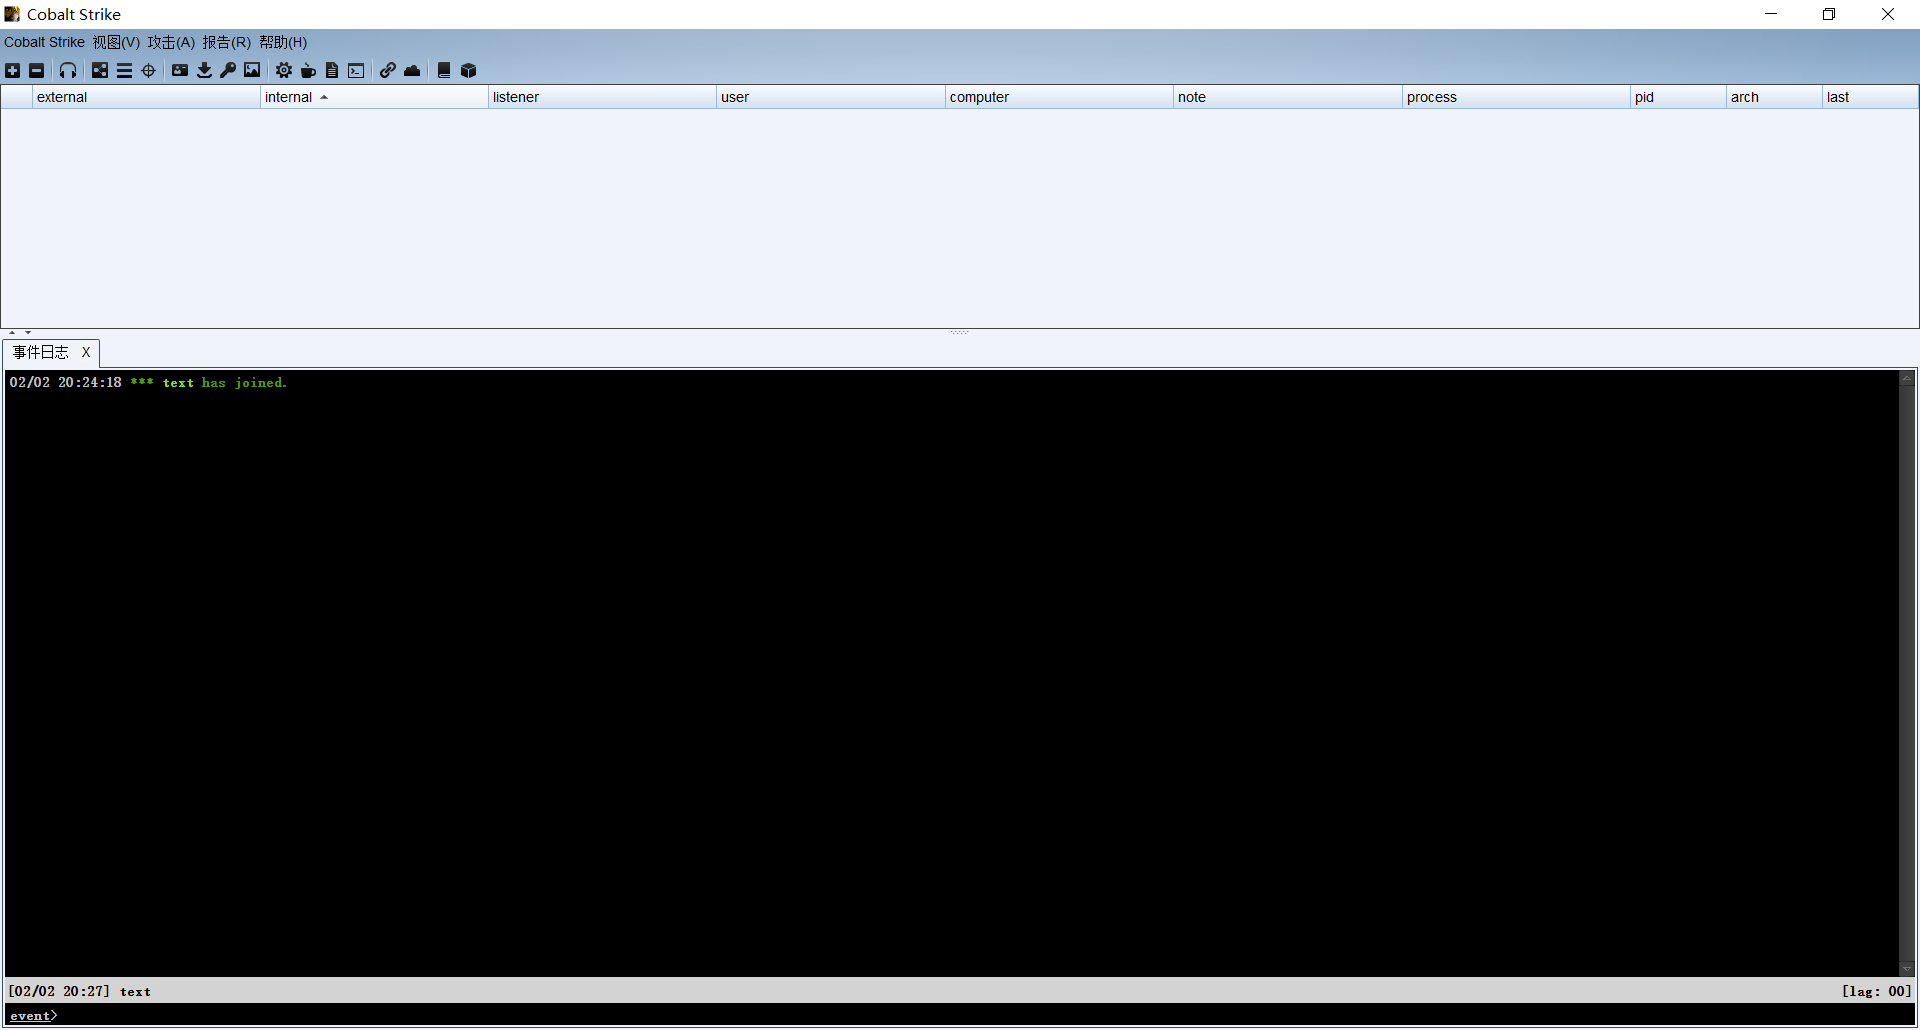 Cobalt Strike
Cobalt Strike 视图(V) 攻击(A) 报告(R) 帮助(H)
external internal listener user computer note process pid arch last
事件日志 X
02/02 20:24:18 *** text has joined.
[02/02 20:27] text [lag: 00]
event>